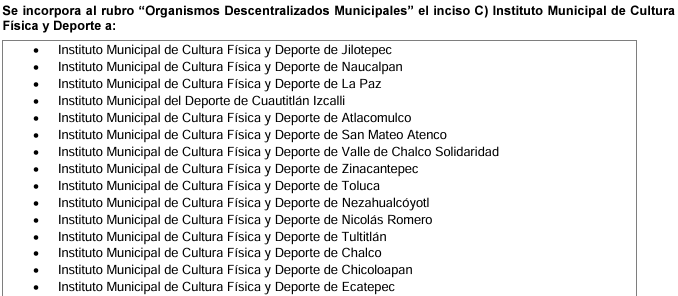 Se incorpora al rubro “Organismos Descentralizados Municipales” el inciso C) Instituto Municipal de Cultura
Física y Deporte a:
• Instituto Municipal de Cultura Física y Deporte de Jilotepec
• Instituto Municipal de Cultura Física y Deporte de Naucalpan
• Instituto Municipal de Cultura Física y Deporte de La Paz
• Instituto Municipal del Deporte de Cuautitlán Izcalli
• Instituto Municipal de Cultura Física y Deporte de Atlacomulco
• Instituto Municipal de Cultura Física y Deporte de San Mateo Atenco
• Instituto Municipal de Cultura Física y Deporte de Valle de Chalco Solidaridad
• Instituto Municipal de Cultura Física y Deporte de Zinacantepec
• Instituto Municipal de Cultura Física y Deporte de Toluca
• Instituto Municipal de Cultura Física y Deporte de Nezahualcóyotl
• Instituto Municipal de Cultura Física y Deporte de Nicolás Romero
• Instituto Municipal de Cultura Física y Deporte de Tultitlán
• Instituto Municipal de Cultura Física y Deporte de Chalco
• Instituto Municipal de Cultura Física y Deporte de Chicoloapan
• Instituto Municipal de Cultura Física y Deporte de Ecatepec